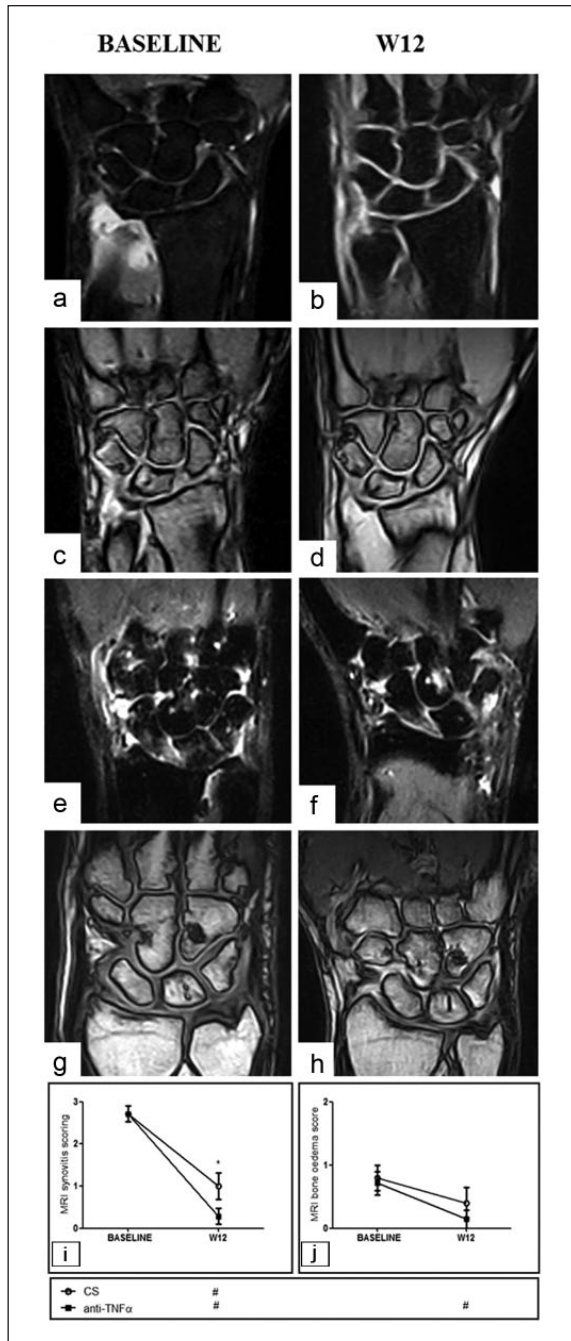 BASELINE W12
a b
c d
e f
g h
MRI synovitis scoring
3
2
1
0
*
BASELINE W12
i
MRI bone oedema score
2
1
0
BASELINE W12
j
CS #
anti-TNFα # #